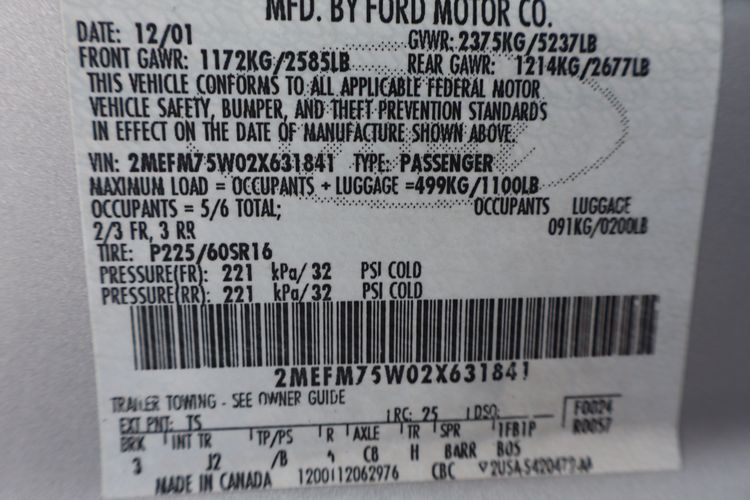 MFD. BY FORD MOTOR CO.
DATE: 12/01 GVWR: 2375KG/5237LB
FRONT GAWR: 1172KG/2585LB REAR GAWR: 1214KG/2677LB
THIS VEHICLE CONFORMS TO ALL APPLICABLE FEDERAL MOTOR
VEHICLE SAFETY, BUMPER, AND THEFT PREVENTION STANDARDS
IN EFFECT ON THE DATE OF MANUFACTURE SHOWN ABOVE.
VIN: 2MEFM75W02X631841 TYPE: PASSENGER
MAXIMUM LOAD = OCCUPANTS + LUGGAGE =499KG/1100LB
OCCUPANTS = 5/6 TOTAL; OCCUPANTS LUGGAGE
2/3 FR, 3 RR 091KG/0200LB
TIRE: P225/60SR16
PRESSURE(FR): 221 kPa/ 32 PSI COLD
PRESSURE(RR): 221 kPa/ 32 PSI COLD
2MEFM75W02X631841
TRAILER TOWING - SEE OWNER GUIDE
EXT PNT: TS RC: 25 DSO: F0024
R0057
BRK INT TR TP/PS R AXLE TR SPR
3 J2 /B C8 H BARR BOS
MADE IN CANADA 1200112062976 CBC